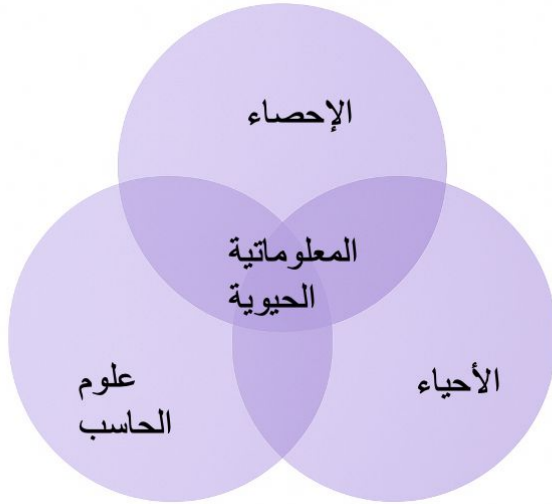 الإحصاء
المعلوماتية
الحيوية
الأحياء
علوم
الحاسب